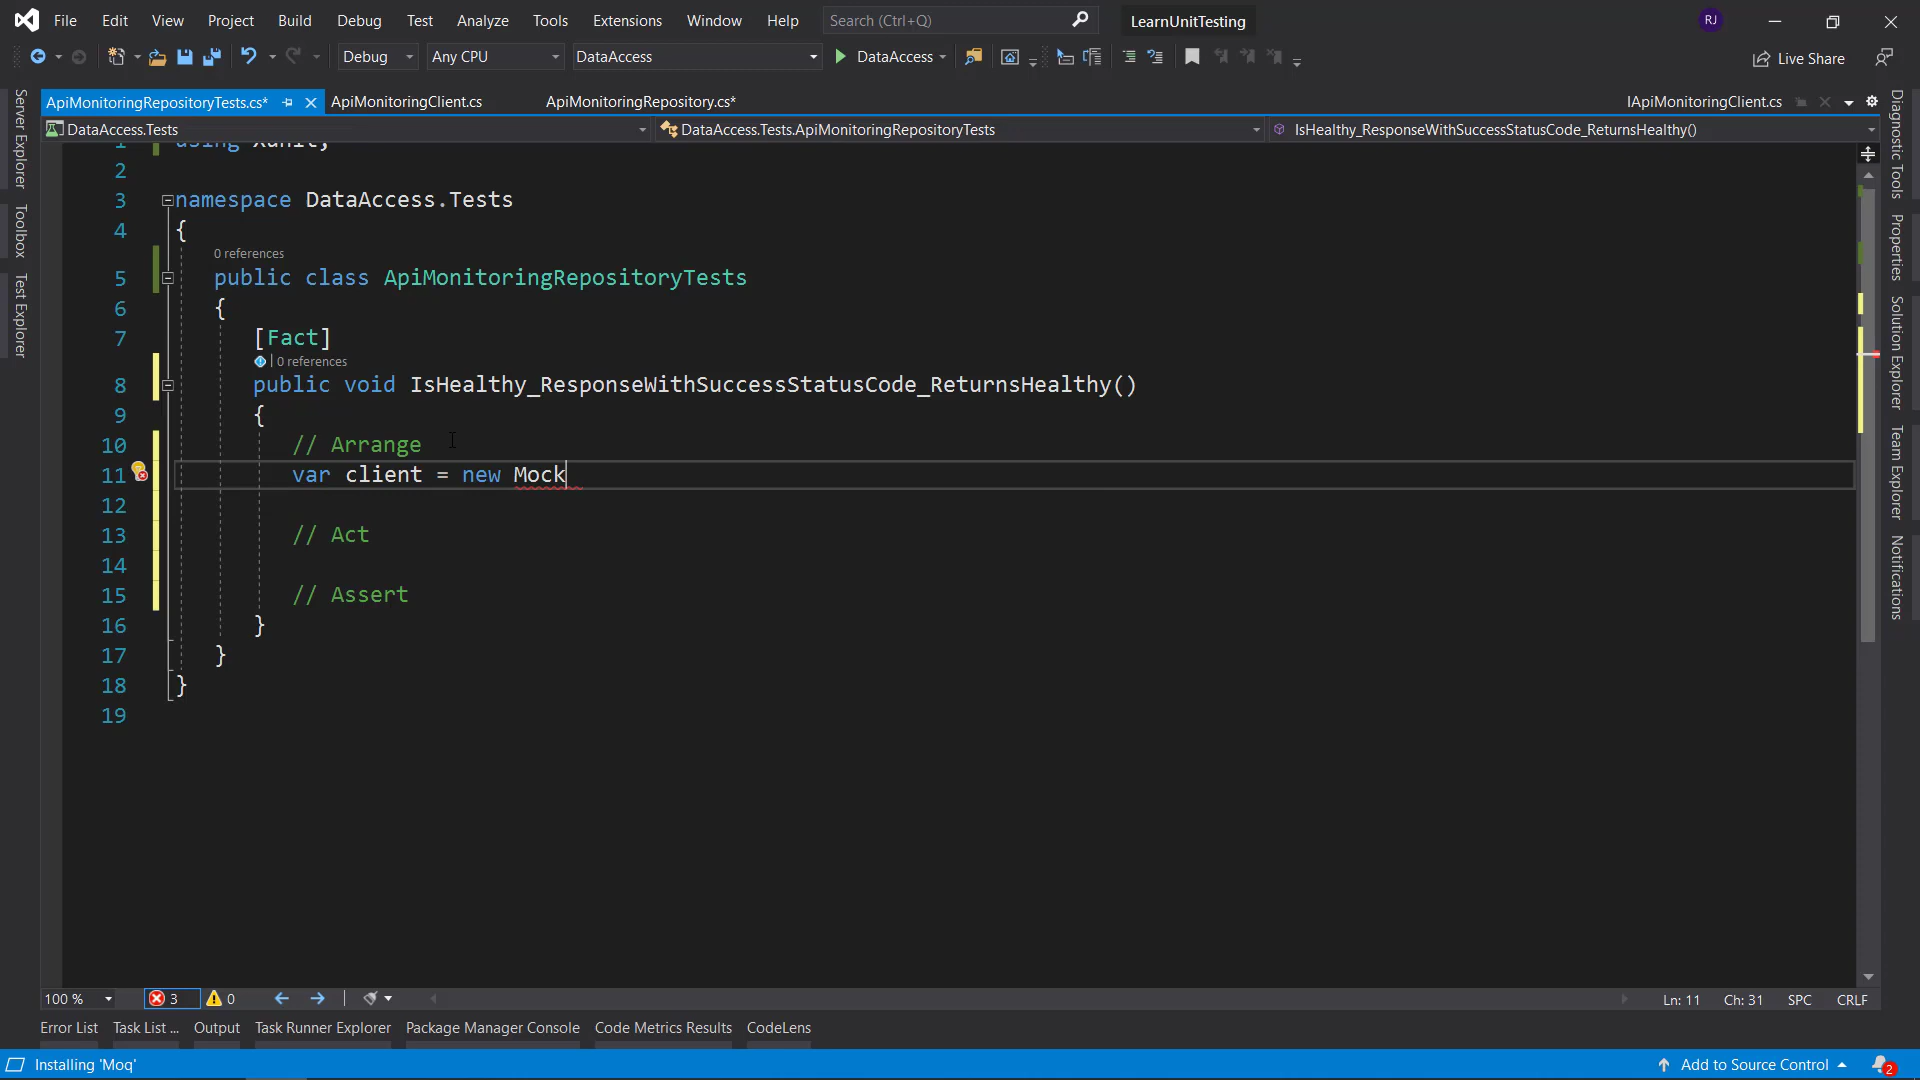 File Edit View Project Build Debug Test Analyze Tools Extensions Window Help Search (Ctrl+Q) LearnUnitTesting RJ
Debug Any CPU DataAccess DataAccess Live Share
ApiMonitoringRepositoryTests.cs* ApiMonitoringClient.cs ApiMonitoringRepository.cs* IApiMonitoringClient.cs
DataAccess.Tests DataAccess.Tests.ApiMonitoringRepositoryTests IsHealthy_ResponseWithSuccessStatusCode_ReturnsHealthy()
Server Explorer
Toolbox
Test Explorer
1 using Xunit;
2
3 namespace DataAccess.Tests
4 {
0 references
5 public class ApiMonitoringRepositoryTests
6 {
7 [Fact]
0 references
8 public void IsHealthy_ResponseWithSuccessStatusCode_ReturnsHealthy()
9 {
10 // Arrange
11 var client = new Mock
12
13 // Act
14
15 // Assert
16 }
17 }
18 }
19
Diagnostic Tools
Properties
Solution Explorer
Team Explorer
Notifications
100 % 3 0 Ln: 11 Ch: 31 SPC CRLF
Error List Task List ... Output Task Runner Explorer Package Manager Console Code Metrics Results CodeLens
Installing 'Moq' Add to Source Control 2